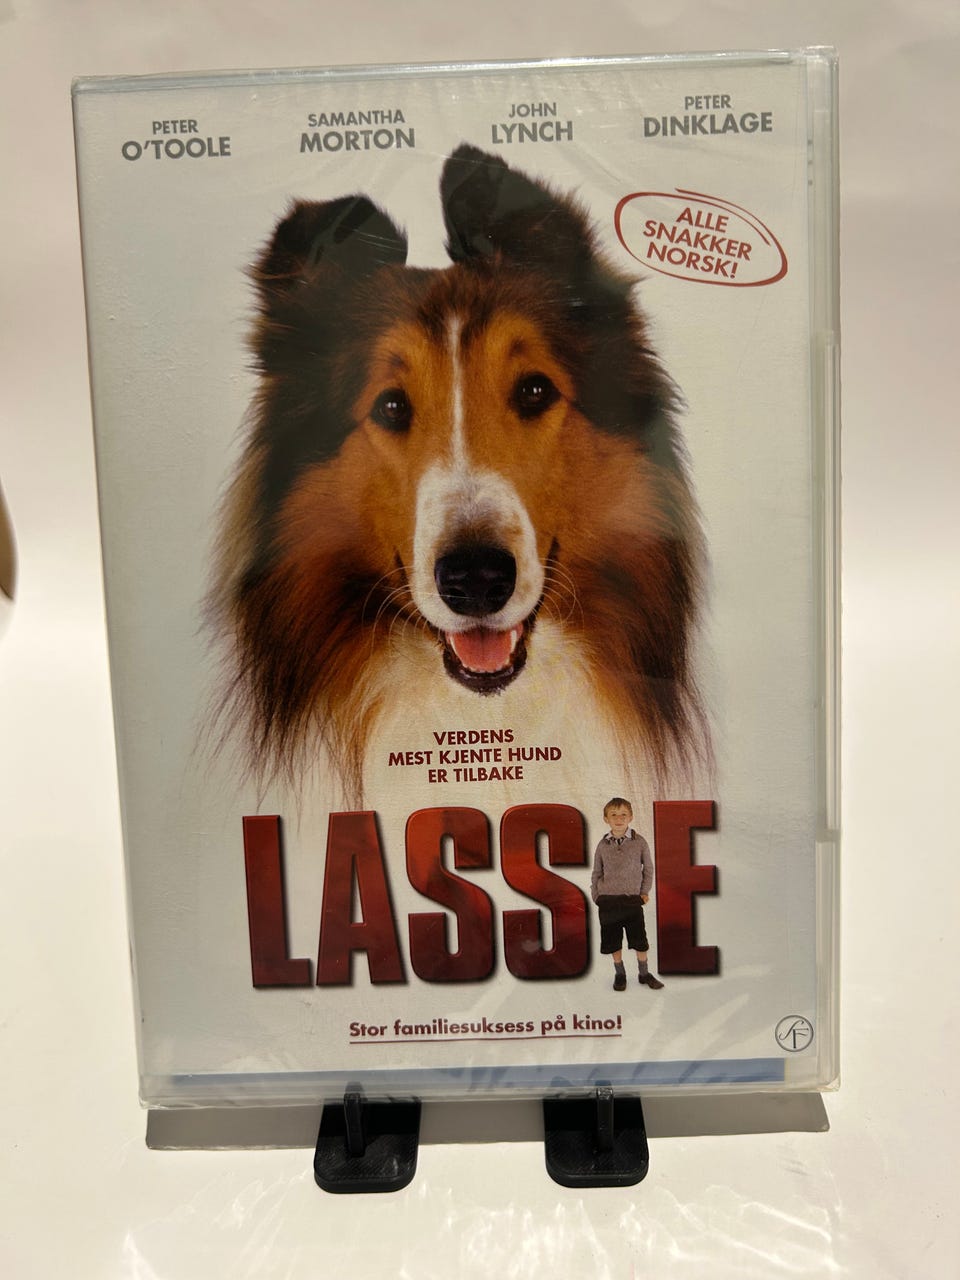 PETER
O'TOOLE
SAMANTHA
MORTON
JOHN
LYNCH
PETER
DINKLAGE
ALLE
SNAKKER
NORSK!
VERDENS
MEST KJENTE HUND
ER TILBAKE
LASSIE
Stor familiesuksess på kino!
SF